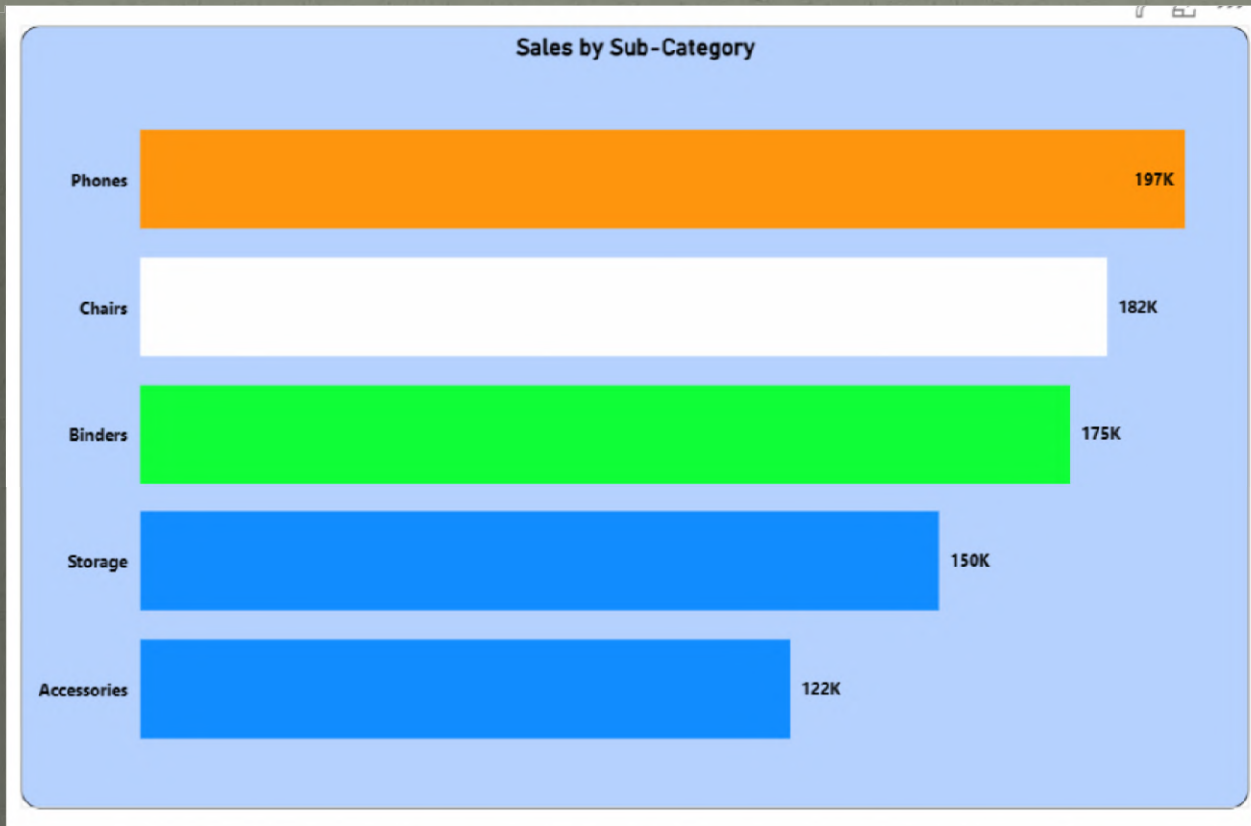 Sales by Sub-Category
Phones 197K
Chairs 182K
Binders 175K
Storage 150K
Accessories 122K